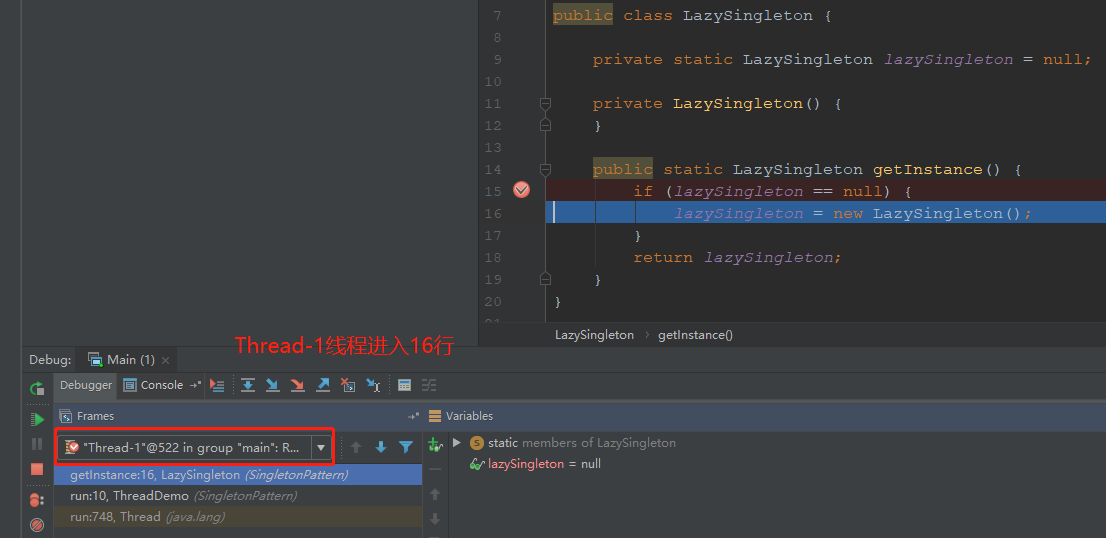 7 public class LazySingleton {
8
9 private static LazySingleton lazySingleton = null;
10
11 private LazySingleton() {
12 }
13
14 public static LazySingleton getInstance() {
15 if (lazySingleton == null) {
16 lazySingleton = new LazySingleton();
17 }
18 return lazySingleton;
19 }
20 }
LazySingleton › getInstance()
Thread-1线程进入16行
Debug: Main (1) ×
Debugger Console
Frames Variables
"Thread-1"@522 in group "main": R...
static members of LazySingleton
lazySingleton = null
getInstance:16, LazySingleton (SingletonPattern)
run:10, ThreadDemo (SingletonPattern)
run:748, Thread (java.lang)